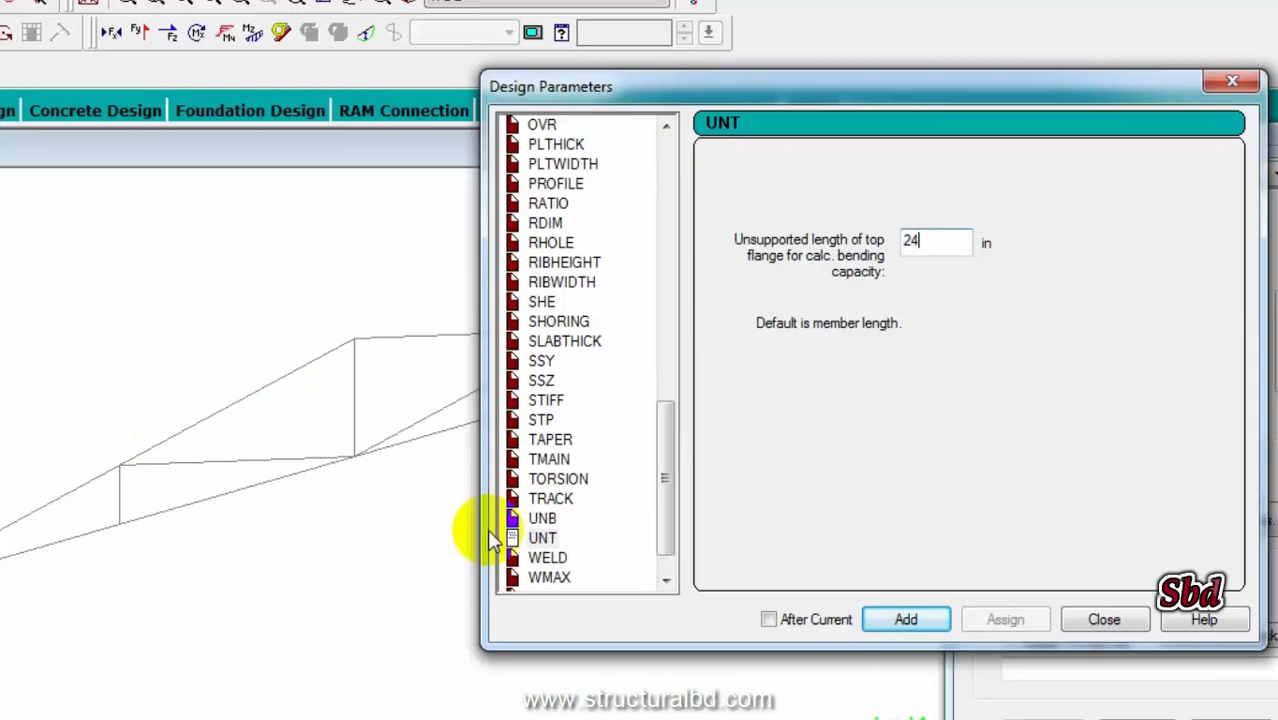 Design Parameters
gn
Concrete Design
Foundation Design
RAM Connection
OVR
PLTHICK
PLTWIDTH
PROFILE
RATIO
RDIM
RHOLE
RIBHEIGHT
RIBWIDTH
SHE
SHORING
SLABTHICK
SSY
SSZ
STIFF
STP
TAPER
TMAIN
TORSION
TRACK
UNB
UNT
WELD
WMAX
UNT
Unsupported length of top
flange for calc. bending
capacity:
24
in
Default is member length.
After Current
Add
Assign
Close
Help
Sbd
www.structuralbd.com